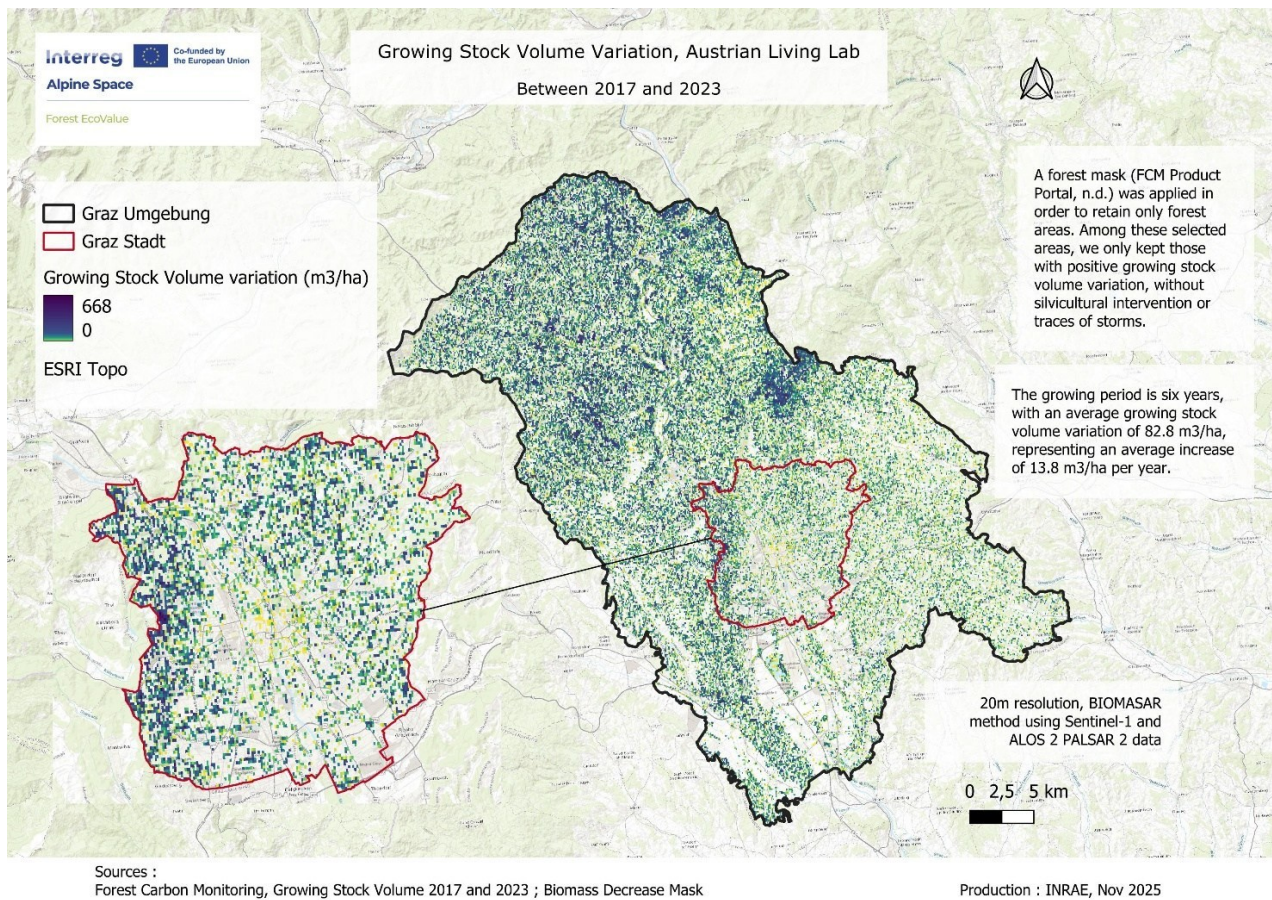 Interreg
Co-funded by
the European Union
Alpine Space
Forest EcoValue
Growing Stock Volume Variation, Austrian Living Lab
Between 2017 and 2023
A forest mask (FCM Product
Portal, n.d.) was applied in
order to retain only forest
areas. Among these selected
areas, we only kept those
with positive growing stock
volume variation, without
silvicultural intervention or
traces of storms.
Graz Umgebung
Graz Stadt
Growing Stock Volume variation (m3/ha)
668
0
ESRI Topo
The growing period is six years,
with an average growing stock
volume variation of 82.8 m3/ha,
representing an average increase
of 13.8 m3/ha per year.
20m resolution, BIOMASAR
method using Sentinel-1 and
ALOS 2 PALSAR 2 data
0 2,5 5 km
Sources :
Forest Carbon Monitoring, Growing Stock Volume 2017 and 2023 ; Biomass Decrease Mask
Production : INRAE, Nov 2025